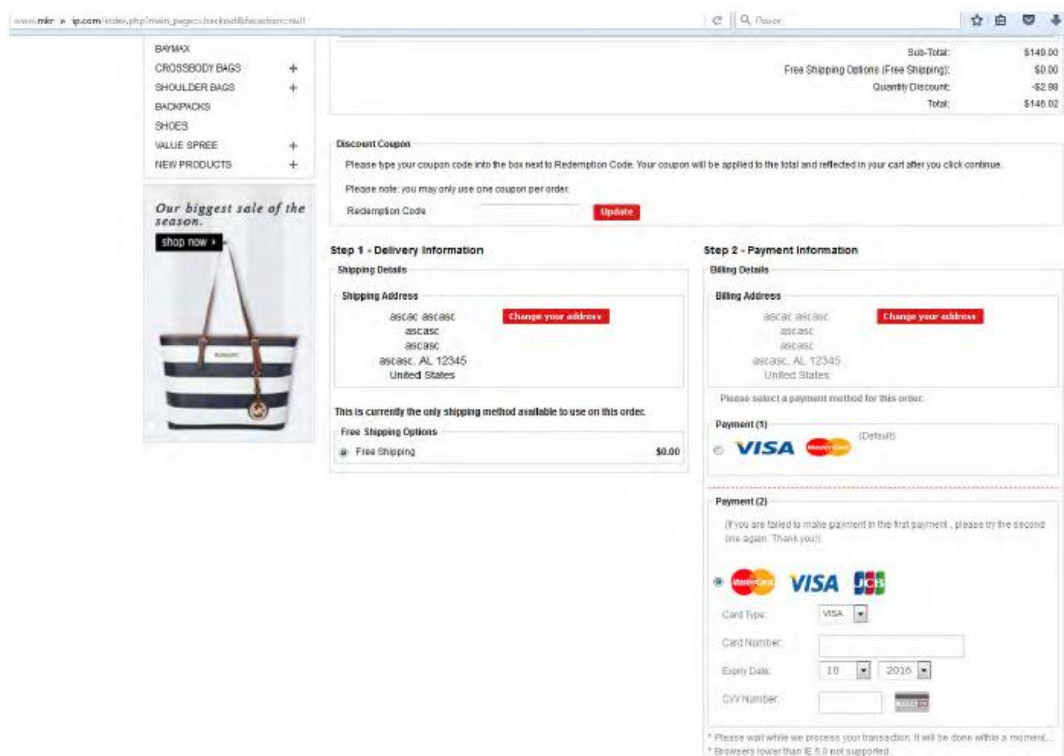 BAYMAX
CROSSBODY BAGS +
SHOULDER BAGS +
BACKPACKS
SHOES
VALUE SPREE +
NEW PRODUCTS +
Our biggest sale of the
season.
shop now
Sub-Total: $149.00
Free Shipping Options (Free Shipping): $0.00
Quantity Discount: -$2.98
Total: $146.02
Discount Coupon
Please type your coupon code into the box next to Redemption Code. Your coupon will be applied to the total and reflected in your cart after you click continue.
Please note: you may only use one coupon per order.
Redemption Code Update
Step 1 - Delivery Information
Shipping Details
Shipping Address
ascac ascasc Change your address
ascasc
ascasc
ascasc, AL 12345
United States
This is currently the only shipping method available to use on this order.
Free Shipping Options
Free Shipping $0.00
Step 2 - Payment Information
Billing Details
Billing Address
ascac ascasc Change your address
ascasc
ascasc
ascasc, AL 12345
United States
Please select a payment method for this order.
Payment (1)
VISA MasterCard (Default)
Payment (2)
(If you are failed to make payment in the first payment , please try the second
one again. Thank you!)
MasterCard VISA JCB
Card Type: VISA
Card Number:
Expiry Date: 10 2016
CVV Number:
* Please wait while we process your transaction. It will be done within a moment...
* Browsers lower than IE 5.0 not supported.